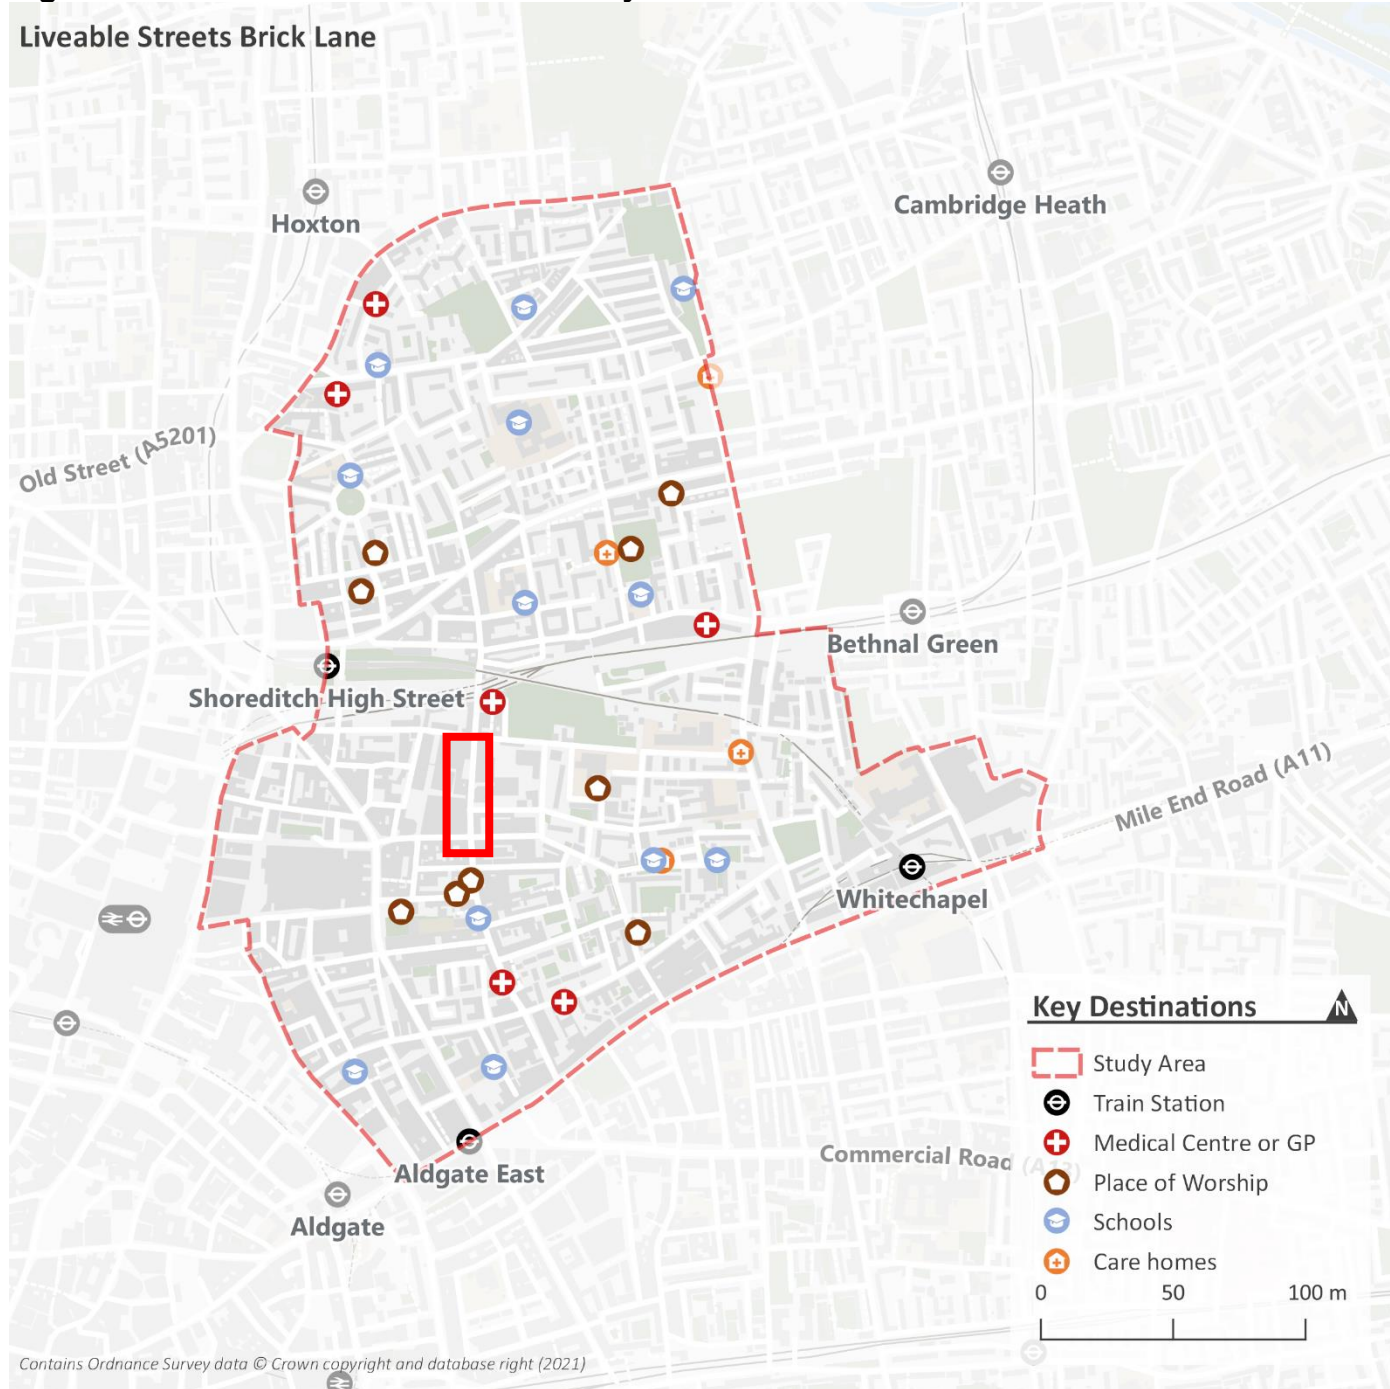 Liveable Streets Brick Lane
Hoxton
Cambridge Heath
Old Street (A5201)
Bethnal Green
Shoreditch High Street
Mile End Road (A11)
Whitechapel
Commercial Road (A13)
Aldgate East
Aldgate
Key Destinations
N
Study Area
Train Station
Medical Centre or GP
Place of Worship
Schools
Care homes
0 50 100 m
Contains Ordnance Survey data © Crown copyright and database right (2021)